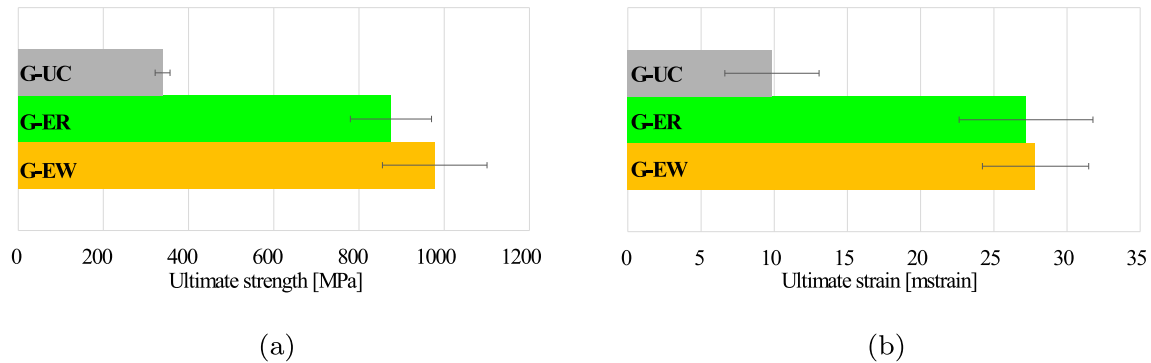 G-UC
G-ER
G-EW
0 200 400 600 800 1000 1200
Ultimate strength [MPa]
(a)
G-UC
G-ER
G-EW
0 5 10 15 20 25 30 35
Ultimate strain [mstrain]
(b)